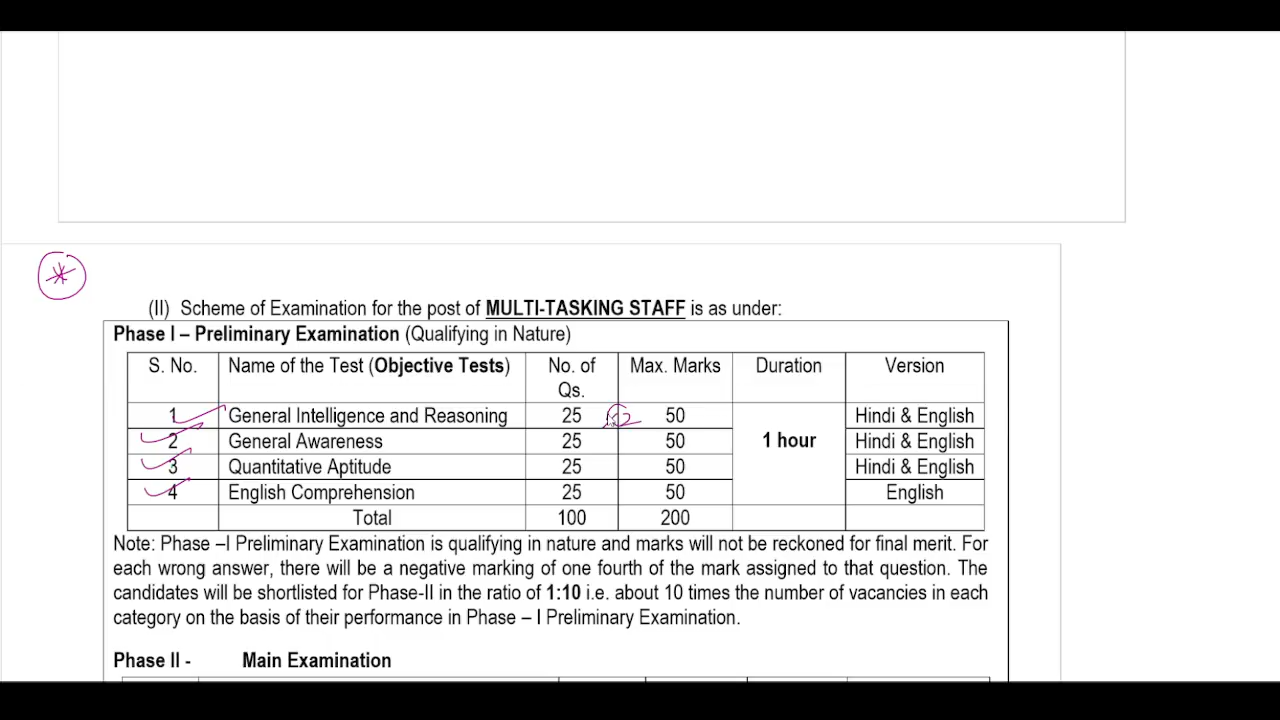 (II) Scheme of Examination for the post of MULTI-TASKING STAFF is as under:
Phase I – Preliminary Examination (Qualifying in Nature)
S. No. Name of the Test (Objective Tests) No. of Qs. Max. Marks Duration Version
1 General Intelligence and Reasoning 25 50 Hindi & English
2 General Awareness 25 50 1 hour Hindi & English
3 Quantitative Aptitude 25 50 Hindi & English
4 English Comprehension 25 50 English
Total 100 200
Note: Phase –I Preliminary Examination is qualifying in nature and marks will not be reckoned for final merit. For
each wrong answer, there will be a negative marking of one fourth of the mark assigned to that question. The
candidates will be shortlisted for Phase-II in the ratio of 1:10 i.e. about 10 times the number of vacancies in each
category on the basis of their performance in Phase – I Preliminary Examination.
Phase II - Main Examination